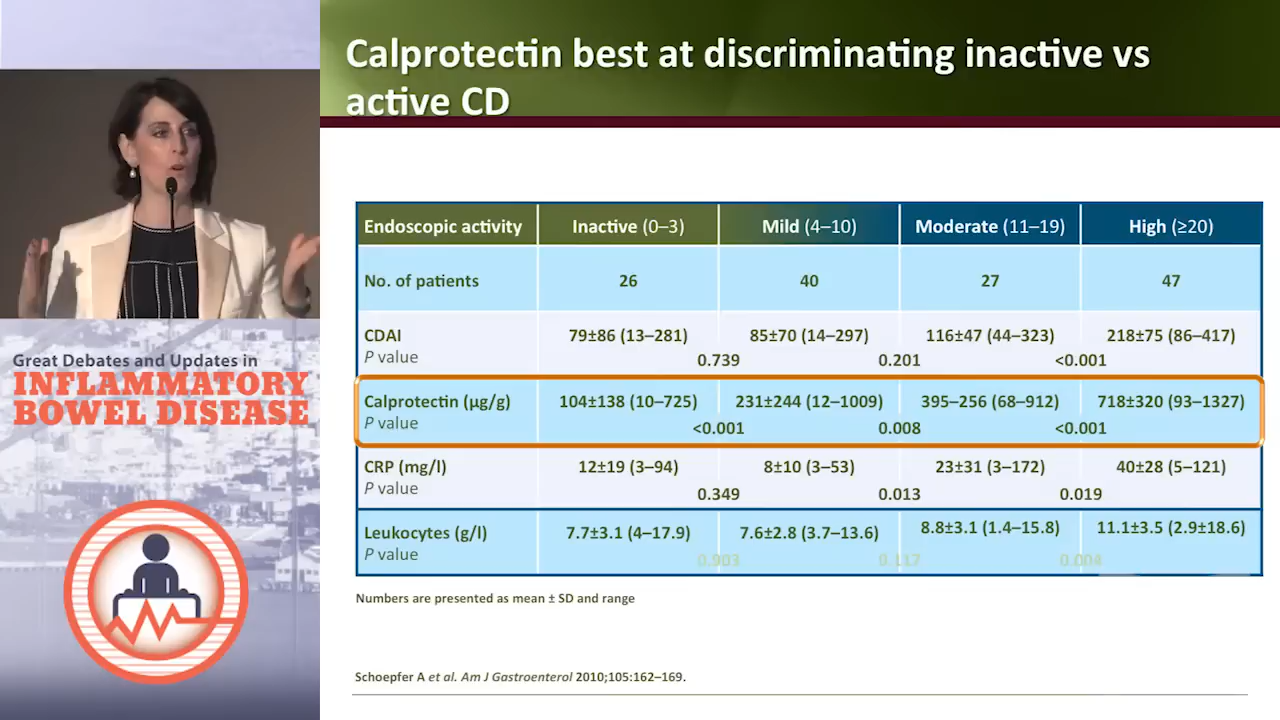 Calprotectin best at discriminating inactive vs
active CD
Endoscopic activity Inactive (0–3) Mild (4–10) Moderate (11–19) High (≥20)
No. of patients 26 40 27 47
CDAI 79±86 (13–281) 85±70 (14–297) 116±47 (44–323) 218±75 (86–417)
P value 0.739 0.201 <0.001
Calprotectin (µg/g) 104±138 (10–725) 231±244 (12–1009) 395–256 (68–912) 718±320 (93–1327)
P value <0.001 0.008 <0.001
CRP (mg/l) 12±19 (3–94) 8±10 (3–53) 23±31 (3–172) 40±28 (5–121)
P value 0.349 0.013 0.019
Leukocytes (g/l) 7.7±3.1 (4–17.9) 7.6±2.8 (3.7–13.6) 8.8±3.1 (1.4–15.8) 11.1±3.5 (2.9±18.6)
P value 0.903 0.117 0.004
Numbers are presented as mean ± SD and range
Schoepfer A et al. Am J Gastroenterol 2010;105:162–169.
Great Debates and Updates in
INFLAMMATORY
BOWEL DISEASE